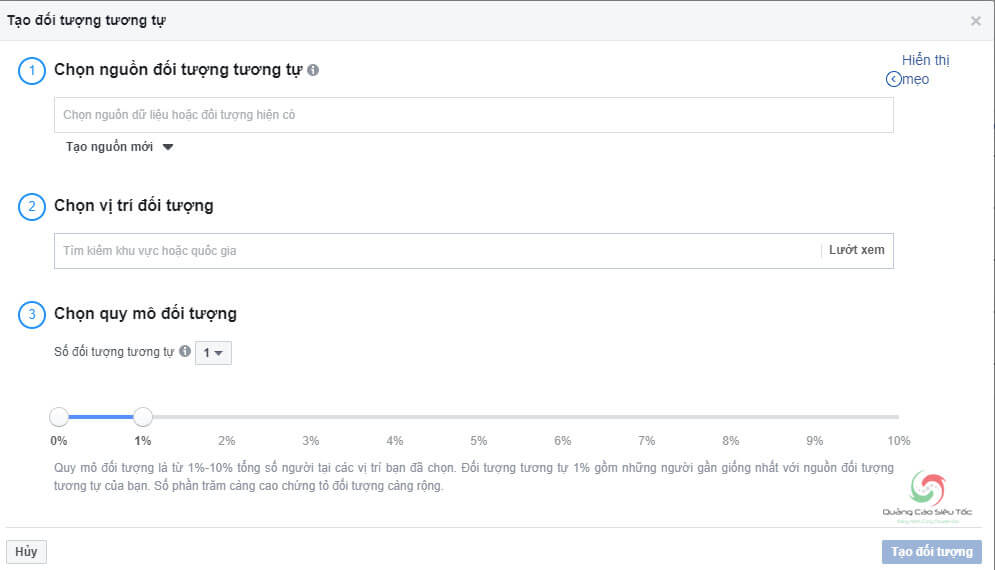 Tạo đối tượng tương tự
1 Chọn nguồn đối tượng tương tự
Hiển thị
mẹo
Chọn nguồn dữ liệu hoặc đối tượng hiện có
Tạo nguồn mới
2 Chọn vị trí đối tượng
Tìm kiếm khu vực hoặc quốc gia
Lướt xem
3 Chọn quy mô đối tượng
Số đối tượng tương tự 1
0% 1% 2% 3% 4% 5% 6% 7% 8% 9% 10%
Quy mô đối tượng là từ 1%-10% tổng số người tại các vị trí bạn đã chọn. Đối tượng tương tự 1% gồm những người gần giống nhất với nguồn đối tượng
tương tự của bạn. Số phần trăm càng cao chứng tỏ đối tượng càng rộng.
Quảng Cáo Siêu Tốc
Hủy
Tạo đối tượng